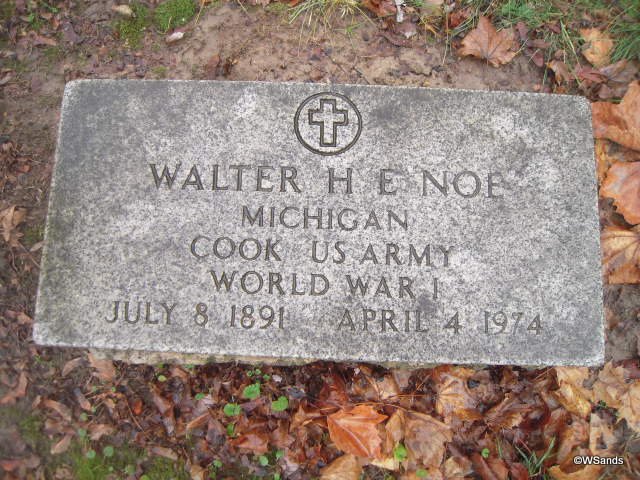 WALTER H E NOE
MICHIGAN
COOK US ARMY
WORLD WAR I
JULY 8 1891 APRIL 4 1974
©WSands